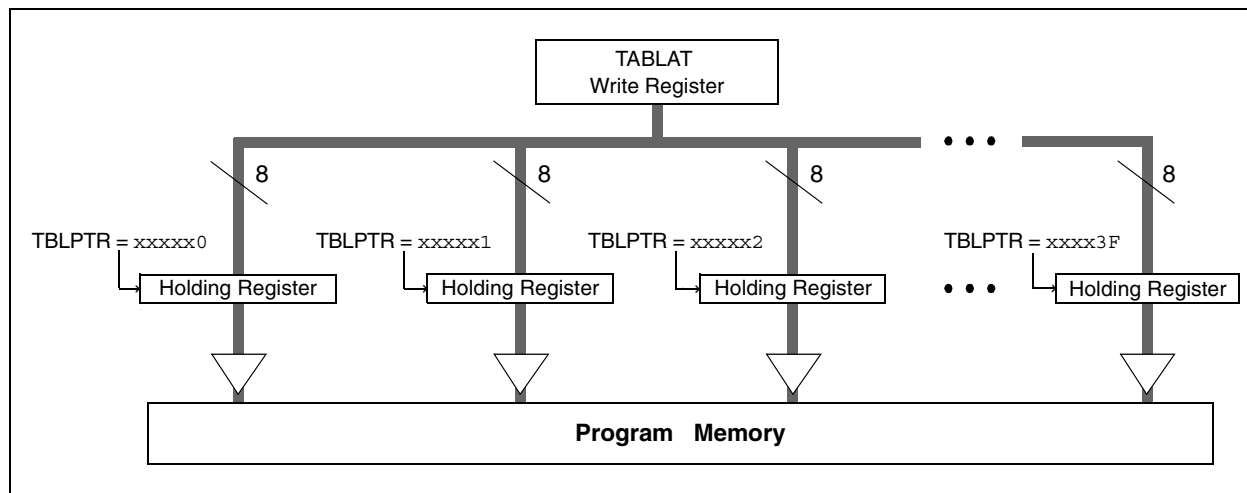 TABLAT
Write Register
8 8 8 8
TBLPTR = xxxxx0 TBLPTR = xxxxx1 TBLPTR = xxxxx2 TBLPTR = xxxx3F
Holding Register Holding Register Holding Register Holding Register
Program Memory